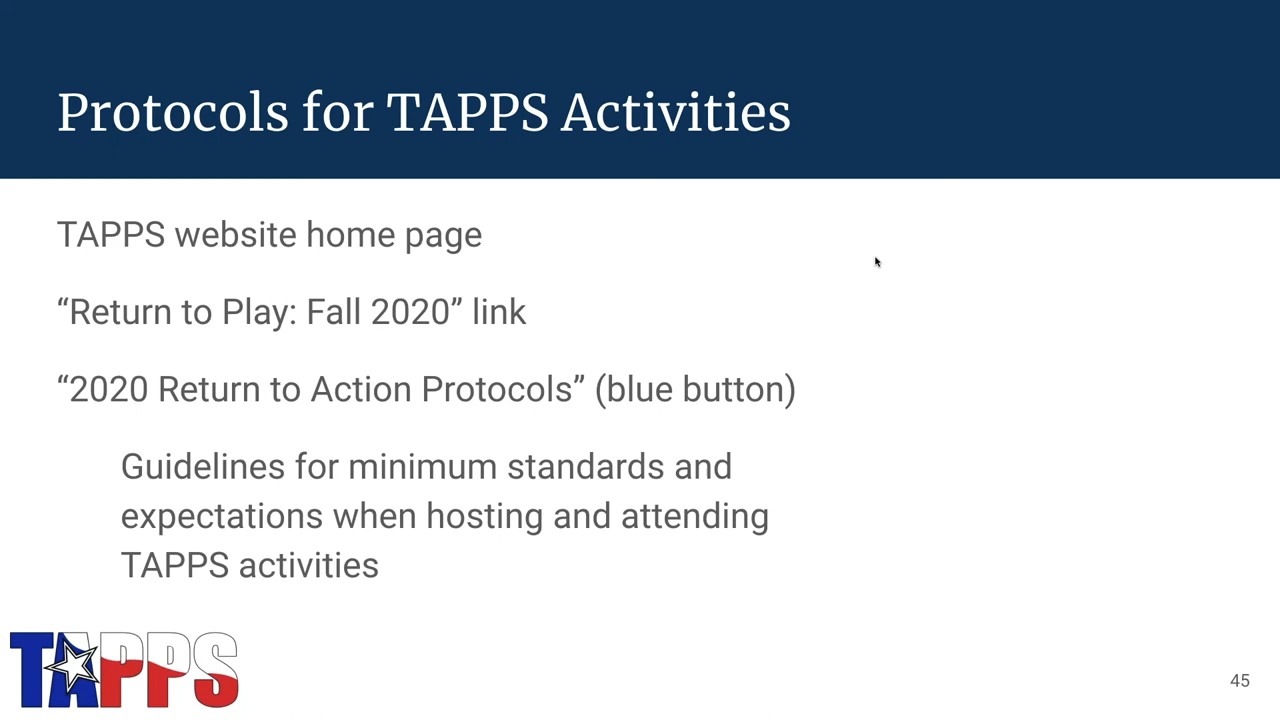 Protocols for TAPPS Activities
TAPPS website home page
“Return to Play: Fall 2020” link
“2020 Return to Action Protocols” (blue button)
Guidelines for minimum standards and
expectations when hosting and attending
TAPPS activities
TAPPS
45